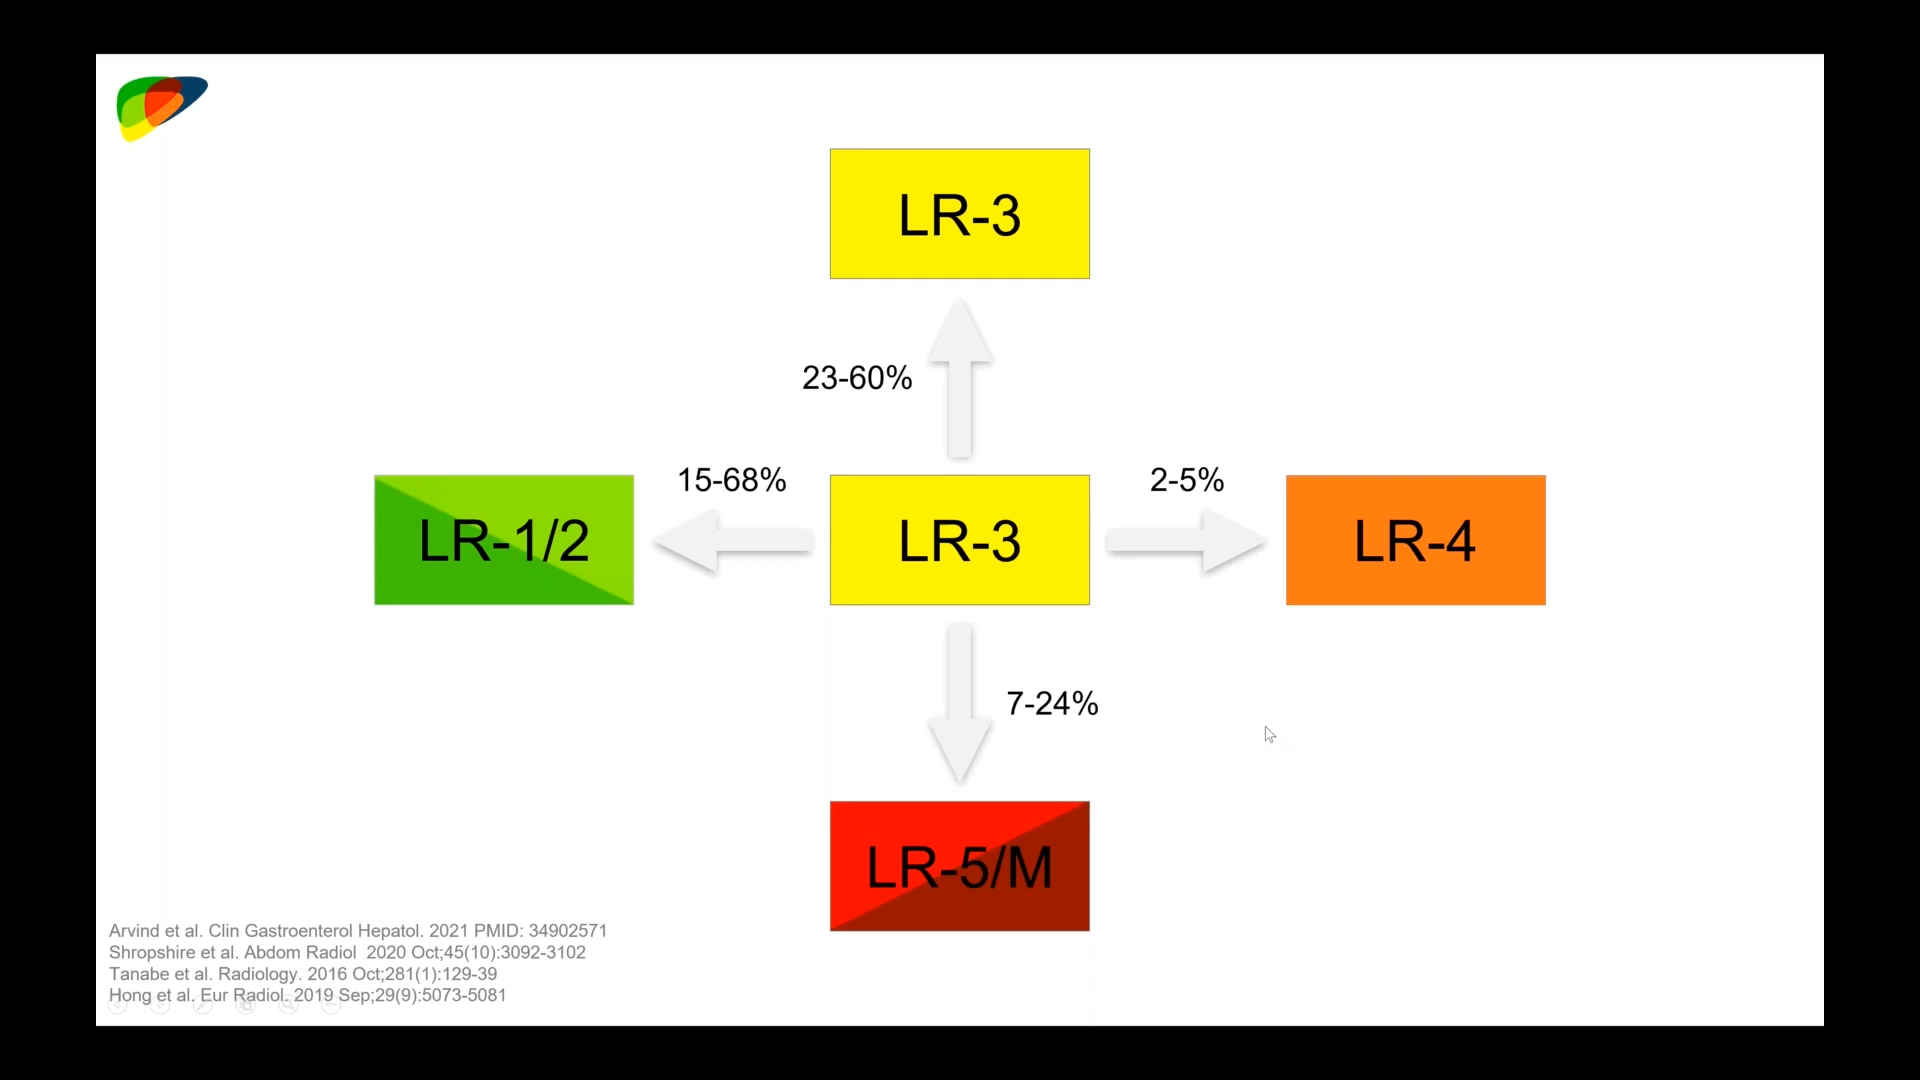 LR-3
23-60%
15-68%
2-5%
LR-1/2
LR-3
LR-4
7-24%
LR-5/M
Arvind et al. Clin Gastroenterol Hepatol. 2021 PMID: 34902571
Shropshire et al. Abdom Radiol  2020 Oct;45(10):3092-3102
Tanabe et al. Radiology. 2016 Oct;281(1):129-39
Hong et al. Eur Radiol. 2019 Sep;29(9):5073-5081